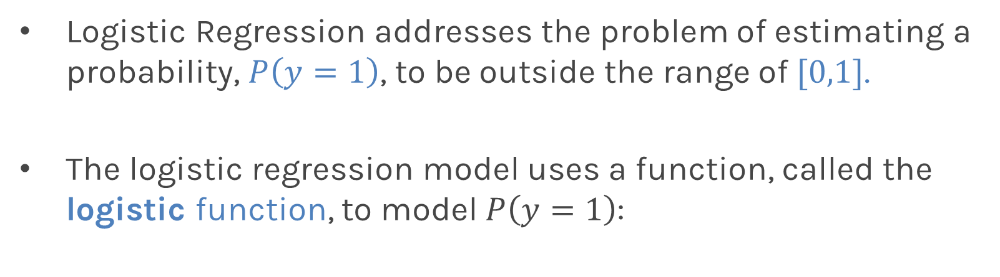 • Logistic Regression addresses the problem of estimating a
probability, P(y = 1), to be outside the range of [0,1].
• The logistic regression model uses a function, called the
logistic function, to model P(y = 1):